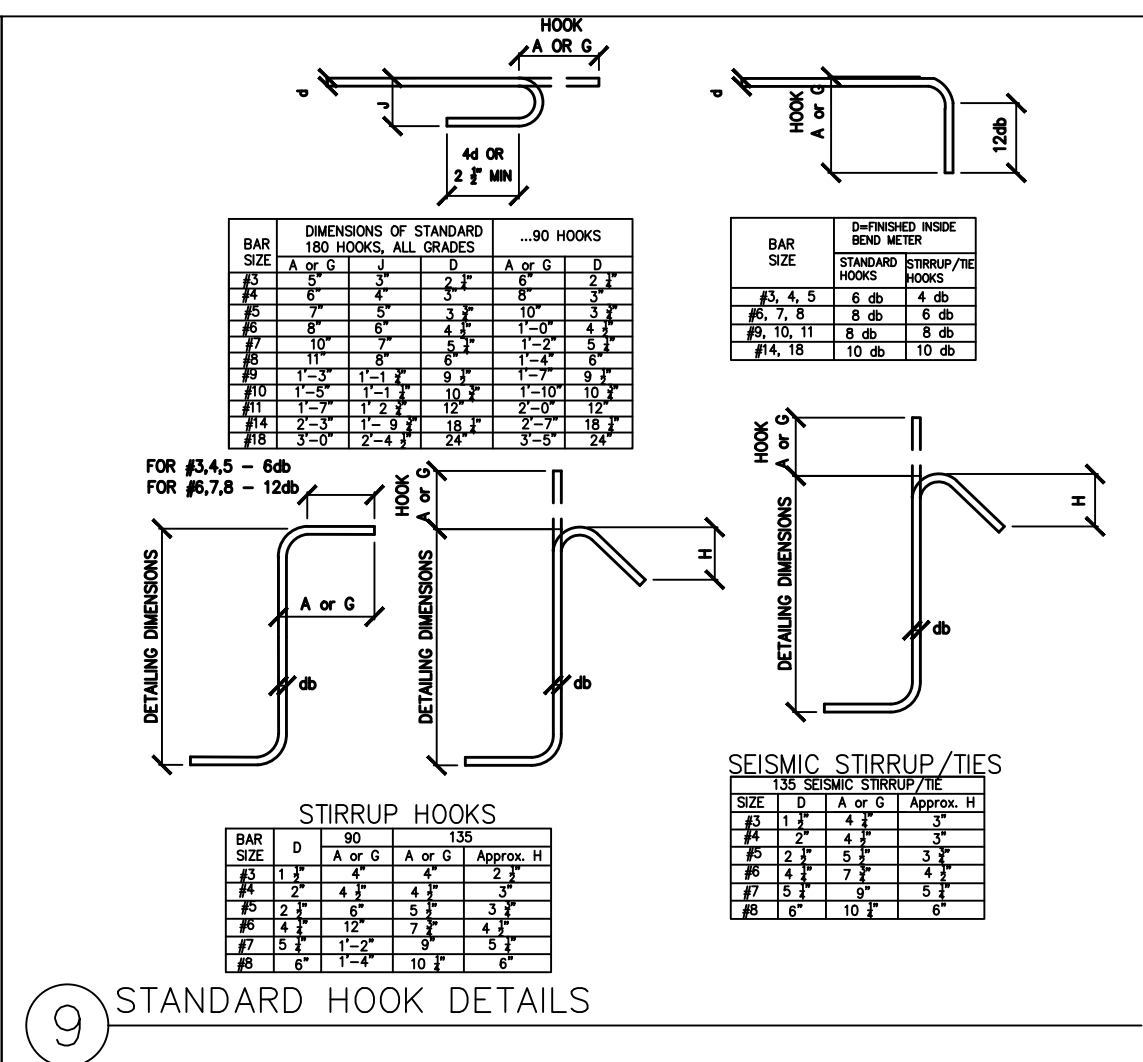 HOOK
A OR G
d
J
4d OR
2 ½" MIN
d
HOOK
A or G
12db
BAR SIZE | DIMENSIONS OF STANDARD 180 HOOKS, ALL GRADES | ...90 HOOKS
A or G | J | D | A or G | D
#3 | 5" | 3" | 2 ¼" | 6" | 2 ¼"
#4 | 6" | 4" | 3" | 8" | 3"
#5 | 7" | 5" | 3 ¾" | 10" | 3 ¾"
#6 | 8" | 6" | 4 ½" | 1'-0" | 4 ½"
#7 | 10" | 7" | 5 ¼" | 1'-2" | 5 ¼"
#8 | 11" | 8" | 6" | 1'-4" | 6"
#9 | 1'-3" | 1'-1 ¾" | 9 ½" | 1'-7" | 9 ½"
#10 | 1'-5" | 1'-1 ¼" | 10 ¾" | 1'-10" | 10 ¾"
#11 | 1'-7" | 1' 2 ¾" | 12" | 2'-0" | 12"
#14 | 2'-3" | 1'- 9 ¾" | 18 ¼" | 2'-7" | 18 ¼"
#18 | 3'-0" | 2'-4 ½" | 24" | 3'-5" | 24"
BAR SIZE | D=FINISHED INSIDE BEND METER
STANDARD HOOKS | STIRRUP/TIE HOOKS
#3, 4, 5 | 6 db | 4 db
#6, 7, 8 | 8 db | 6 db
#9, 10, 11 | 8 db | 8 db
#14, 18 | 10 db | 10 db
FOR #3,4,5 - 6db
FOR #6,7,8 - 12db
DETAILING DIMENSIONS
A or G
db
HOOK
A or G
DETAILING DIMENSIONS
H
db
HOOK
A or G
DETAILING DIMENSIONS
H
db
STIRRUP HOOKS
BAR SIZE | D | 90 | 135
A or G | A or G | Approx. H
#3 | 1 ½" | 4" | 4" | 2 ½"
#4 | 2" | 4 ½" | 4 ½" | 3"
#5 | 2 ½" | 6" | 5 ½" | 3 ¾"
#6 | 4 ¼" | 12" | 7 ¾" | 4 ½"
#7 | 5 ¼" | 1'-2" | 9" | 5 ¼"
#8 | 6" | 1'-4" | 10 ¼" | 6"
SEISMIC STIRRUP/TIES
135 SEISMIC STIRRUP/TIE
SIZE | D | A or G | Approx. H
#3 | 1 ½" | 4 ¼" | 3"
#4 | 2" | 4 ½" | 3"
#5 | 2 ½" | 5 ½" | 3 ¾"
#6 | 4 ¼" | 7 ¾" | 4 ½"
#7 | 5 ¼" | 9" | 5 ¼"
#8 | 6" | 10 ¼" | 6"
9 STANDARD HOOK DETAILS